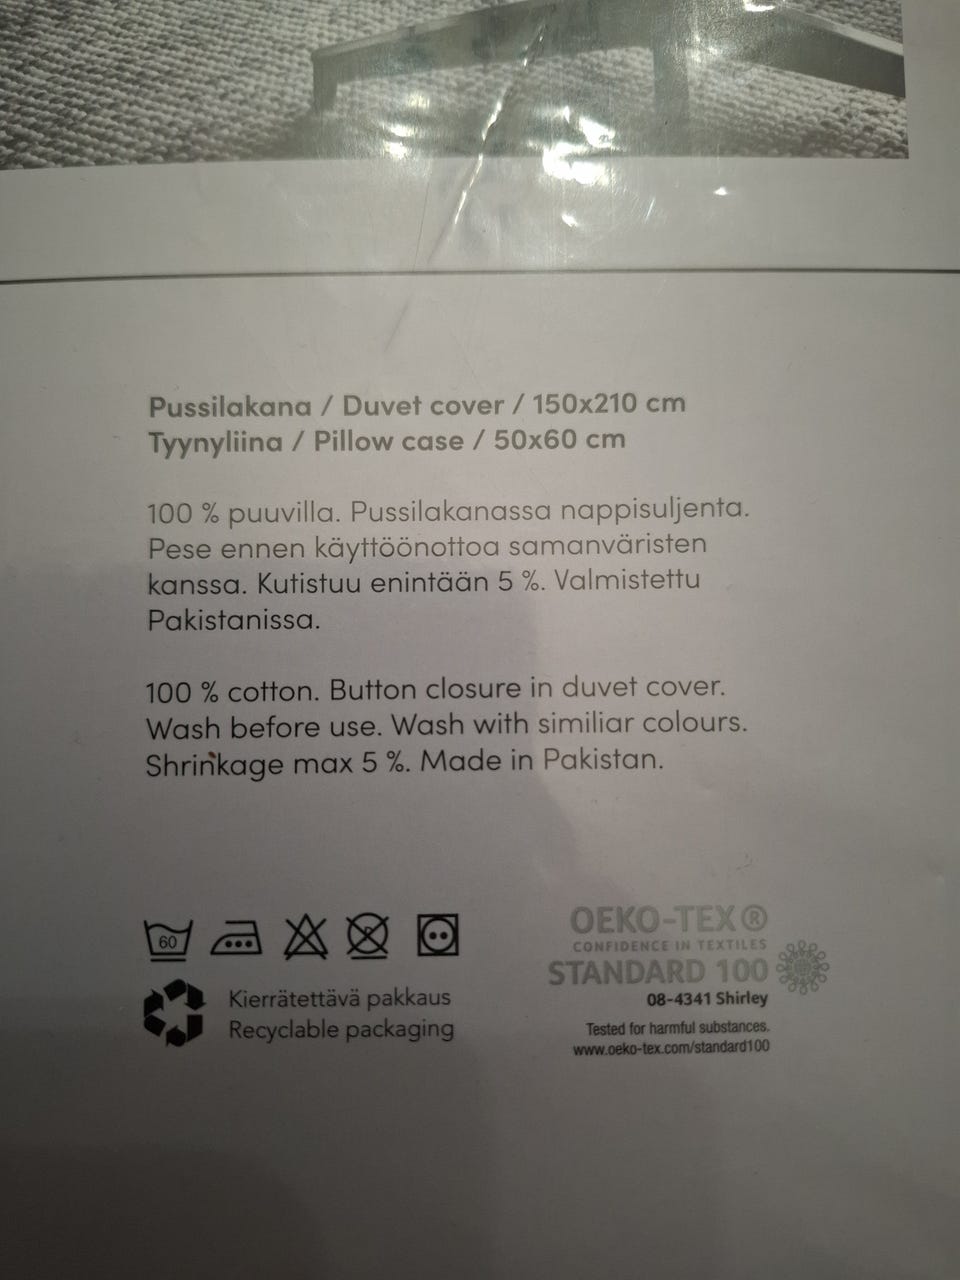 Pussilakana / Duvet cover / 150x210 cm
Tyynyliina / Pillow case / 50x60 cm
100 % puuvilla. Pussilakanassa nappisuljenta.
Pese ennen käyttöönottoa samanväristen
kanssa. Kutistuu enintään 5 %. Valmistettu
Pakistanissa.
100 % cotton. Button closure in duvet cover.
Wash before use. Wash with similiar colours.
Shrinkage max 5 %. Made in Pakistan.
60
Kierrätettävä pakkaus
Recyclable packaging
OEKO-TEX®
CONFIDENCE IN TEXTILES
STANDARD 100
08-4341 Shirley
Tested for harmful substances.
www.oeko-tex.com/standard100